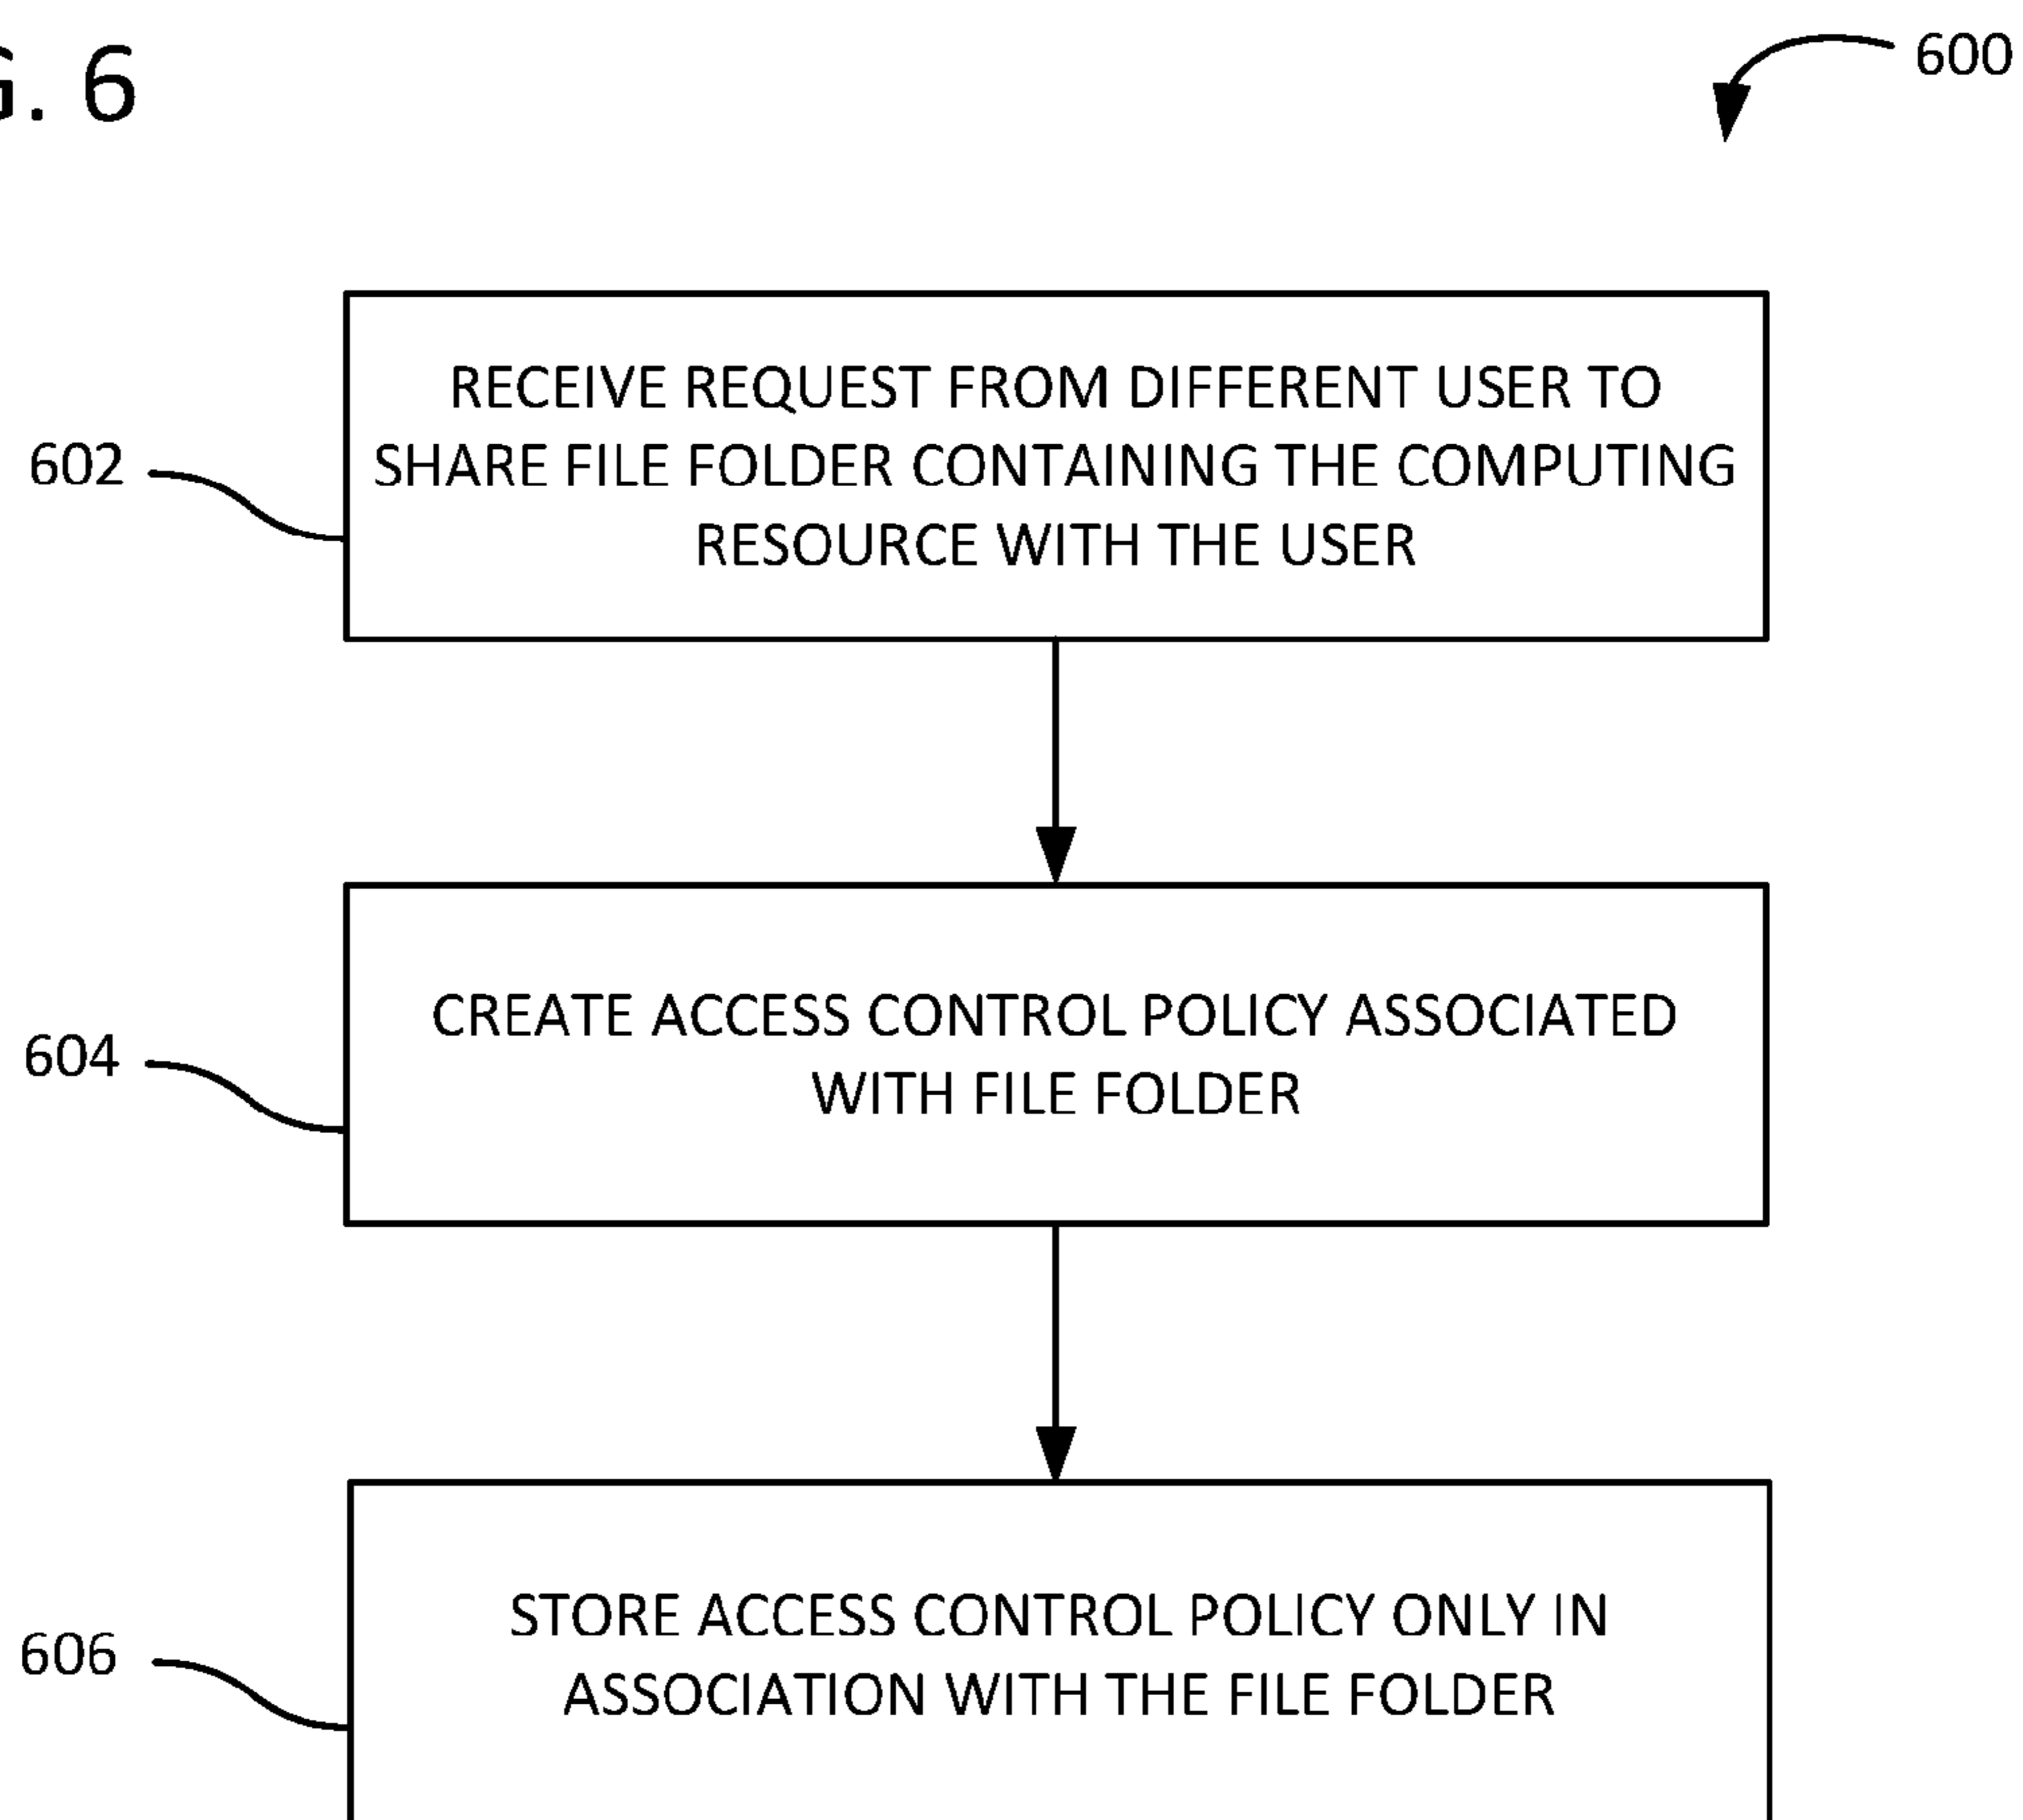 G. 6
600
RECEIVE REQUEST FROM DIFFERENT USER TO
SHARE FILE FOLDER CONTAINING THE COMPUTING
RESOURCE WITH THE USER
602
CREATE ACCESS CONTROL POLICY ASSOCIATED
WITH FILE FOLDER
604
STORE ACCESS CONTROL POLICY ONLY IN
ASSOCIATION WITH THE FILE FOLDER
606